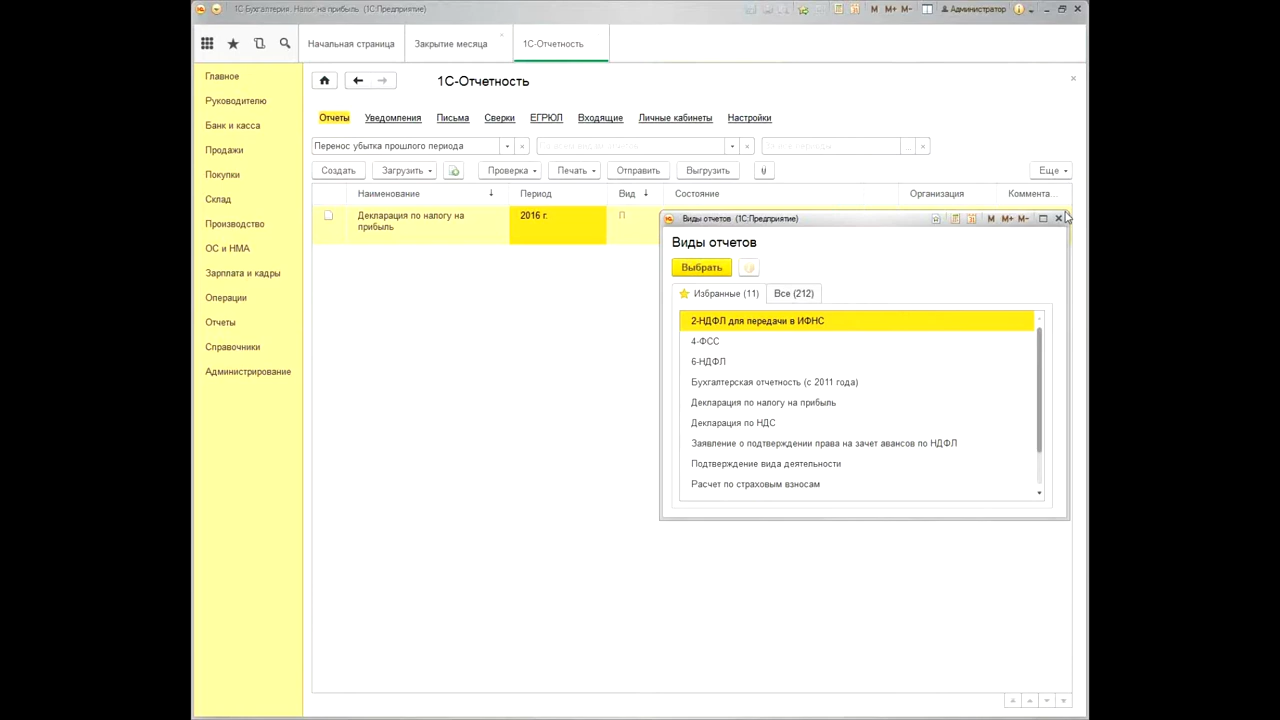 1С Бухгалтерия. Налог на прибыль (1С:Предприятие)
M M+ M- Администратор
Начальная страница
Закрытие месяца
1С-Отчетность
Главное
Руководителю
Банк и касса
Продажи
Покупки
Склад
Производство
ОС и НМА
Зарплата и кадры
Операции
Отчеты
Справочники
Администрирование
1С-Отчетность
Отчеты Уведомления Письма Сверки ЕГРЮЛ Входящие Личные кабинеты Настройки
Перенос убытка прошлого периода
Создать Загрузить Проверка Печать Отправить Выгрузить Еще
Наименование Период Вид Состояние Организация Коммента...
Декларация по налогу на
прибыль
2016 г.
П
Виды отчетов (1С:Предприятие) M M+ M-
Виды отчетов
Выбрать
Избранные (11) Все (212)
2-НДФЛ для передачи в ИФНС
4-ФСС
6-НДФЛ
Бухгалтерская отчетность (с 2011 года)
Декларация по налогу на прибыль
Декларация по НДС
Заявление о подтверждении права на зачет авансов по НДФЛ
Подтверждение вида деятельности
Расчет по страховым взносам